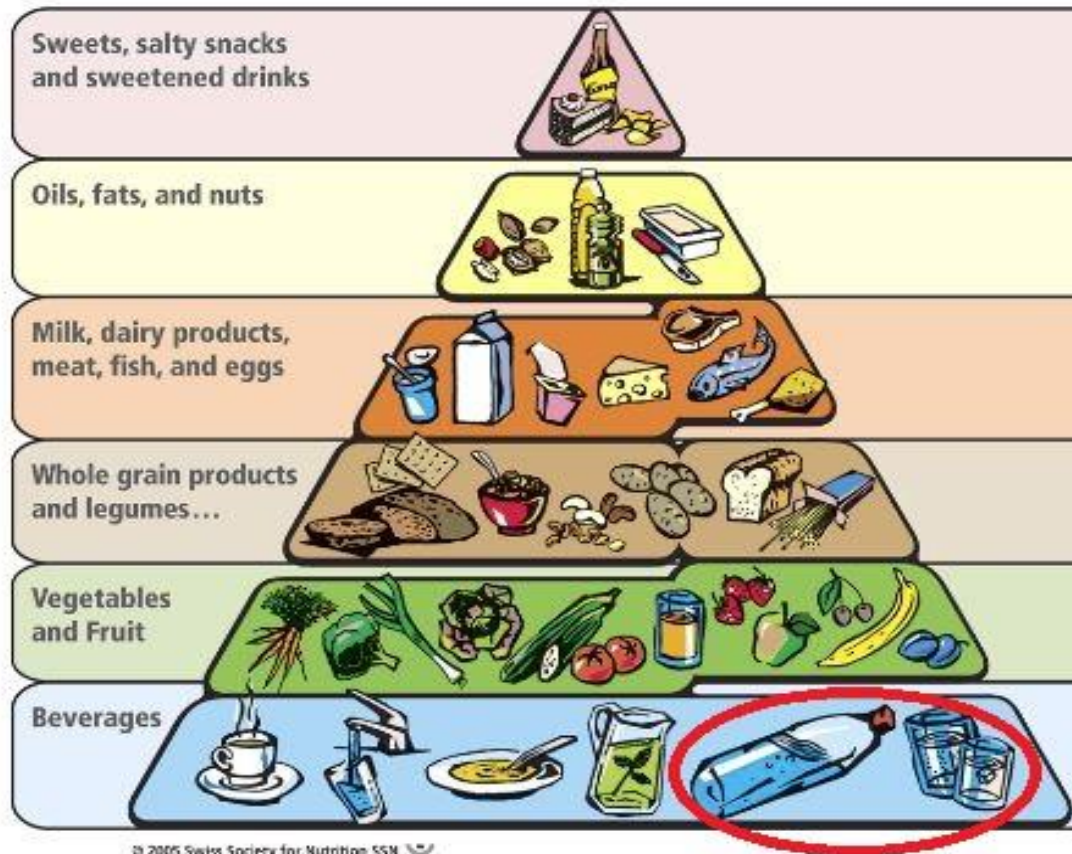 Sweets, salty snacks
and sweetened drinks
Oils, fats, and nuts
Milk, dairy products,
meat, fish, and eggs
Whole grain products
and legumes...
Vegetables
and Fruit
Beverages
© 2005 Swiss Society for Nutrition SSN